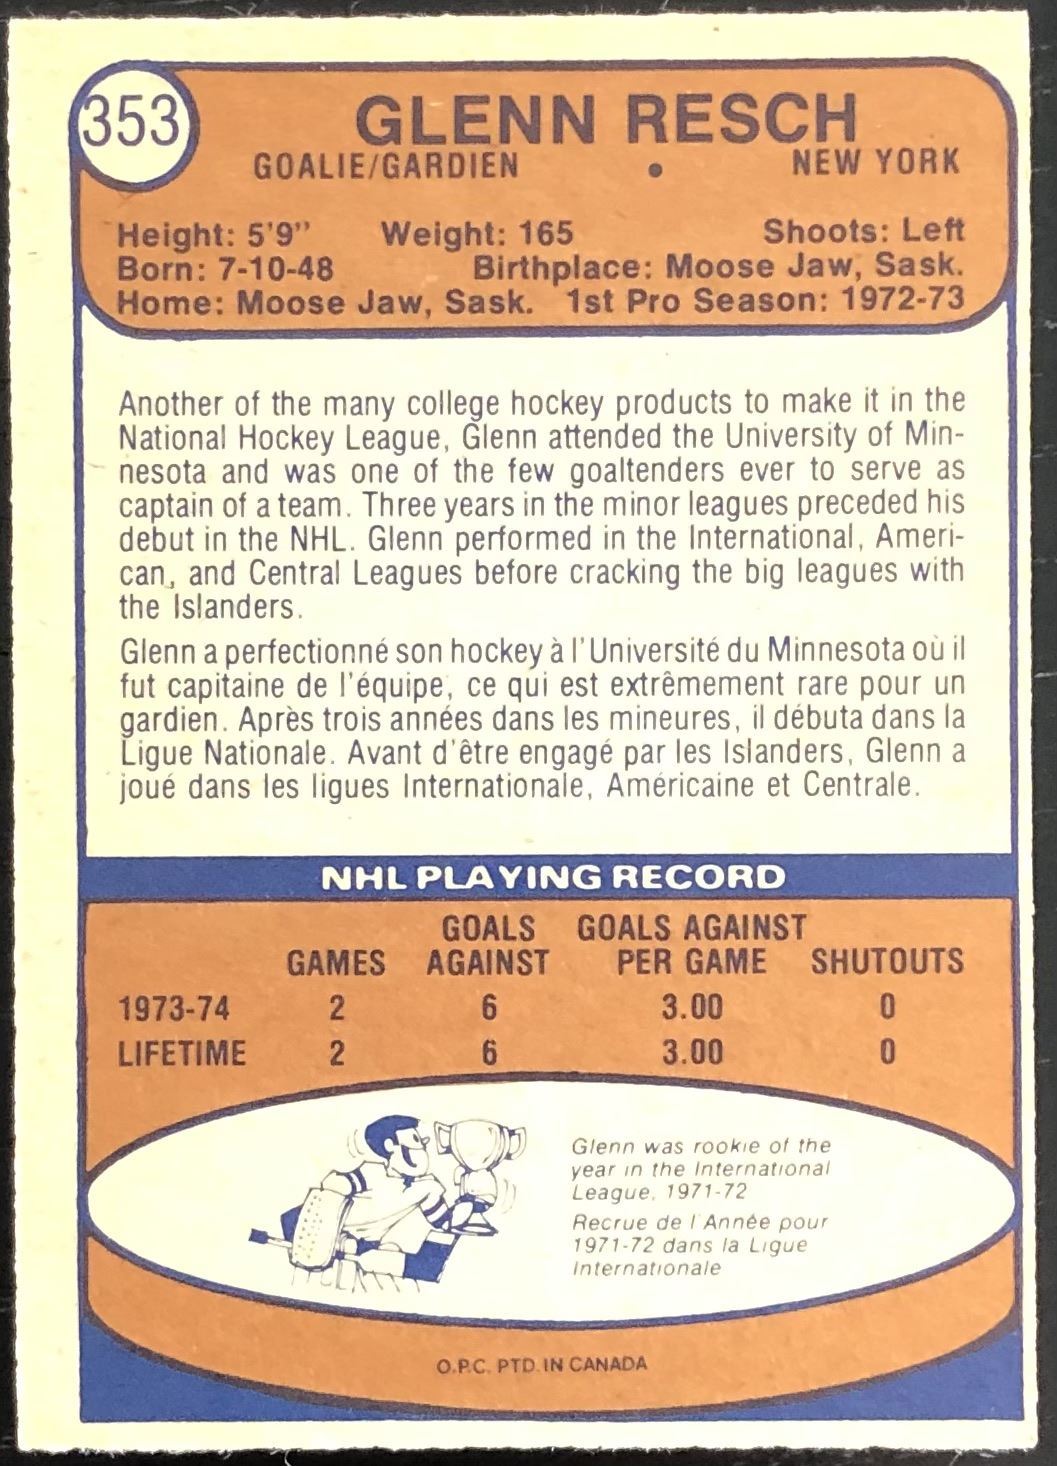 353
GLENN RESCH
GOALIE/GARDIEN • NEW YORK
Height: 5'9" Weight: 165 Shoots: Left
Born: 7-10-48 Birthplace: Moose Jaw, Sask.
Home: Moose Jaw, Sask. 1st Pro Season: 1972-73
Another of the many college hockey products to make it in the
National Hockey League, Glenn attended the University of Min-
nesota and was one of the few goaltenders ever to serve as
captain of a team. Three years in the minor leagues preceded his
debut in the NHL. Glenn performed in the International, Ameri-
can, and Central Leagues before cracking the big leagues with
the Islanders.
Glenn a perfectionné son hockey à l'Université du Minnesota où il
fut capitaine de l'équipe, ce qui est extrêmement rare pour un
gardien. Après trois années dans les mineures, il débuta dans la
Ligue Nationale. Avant d'être engagé par les Islanders, Glenn a
joué dans les ligues Internationale, Américaine et Centrale.
NHL PLAYING RECORD
GOALS GOALS AGAINST
GAMES AGAINST PER GAME SHUTOUTS
1973-74 2 6 3.00 0
LIFETIME 2 6 3.00 0
Glenn was rookie of the
year in the International
League, 1971-72
Recrue de l'Année pour
1971-72 dans la Ligue
Internationale
O.P.C. PTD. IN CANADA